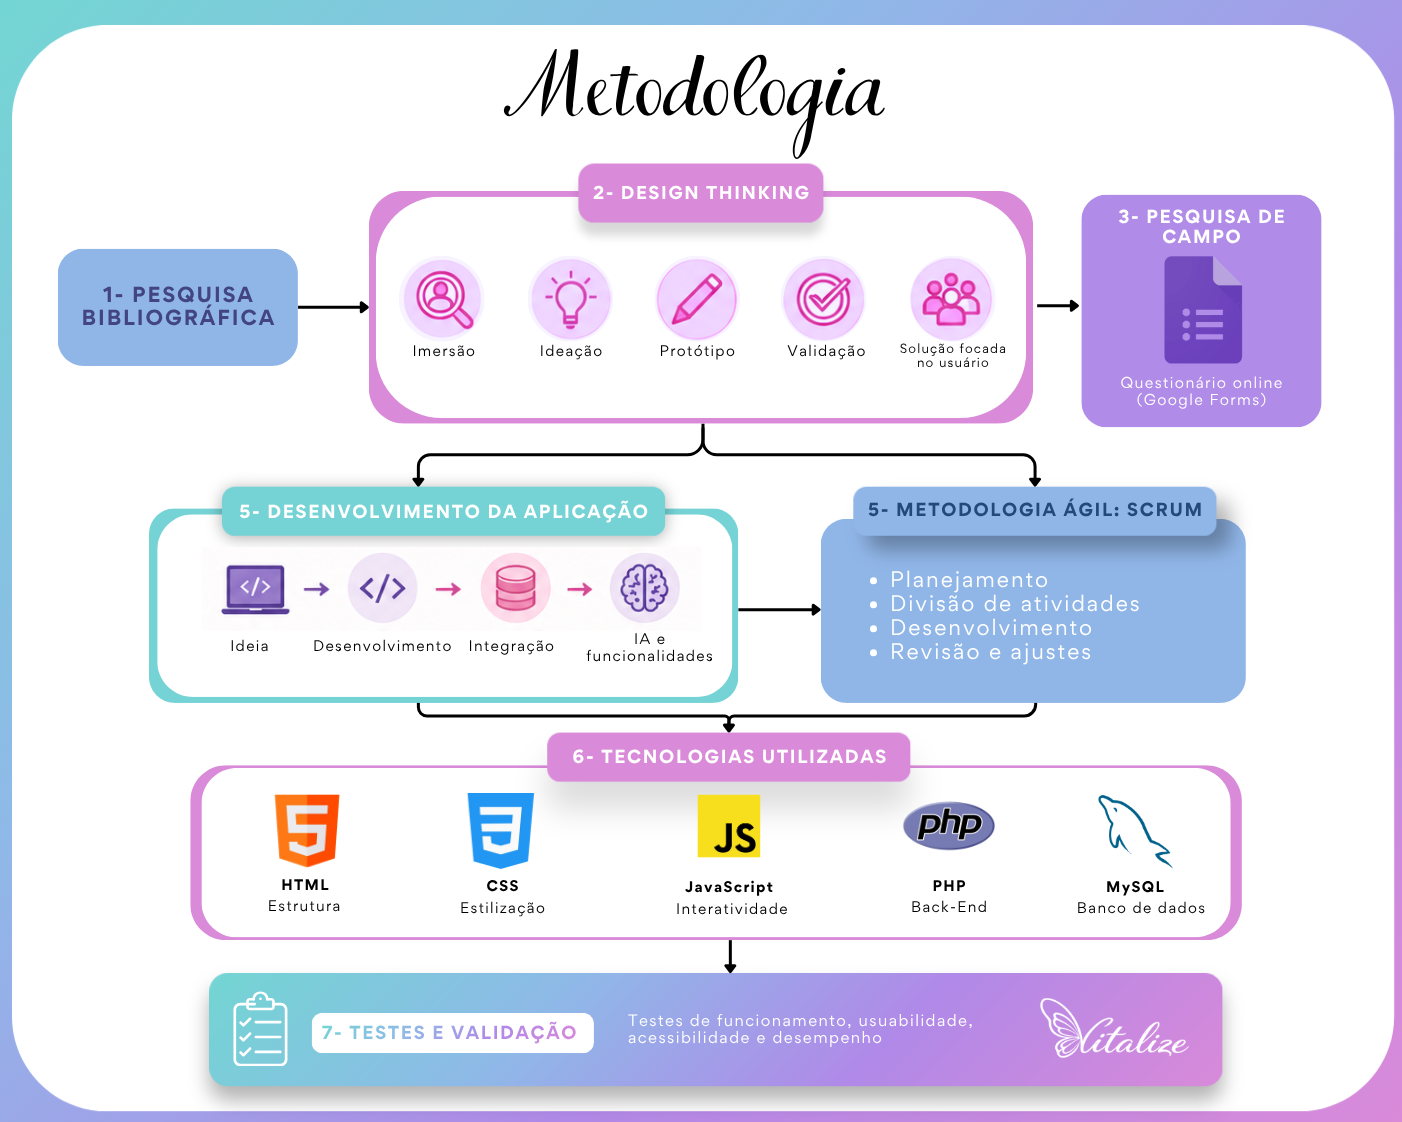 Metodologia
2- DESIGN THINKING
1- PESQUISA
BIBLIOGRÁFICA
Imersão
Ideação
Protótipo
Validação
Solução focada
no usuário
3- PESQUISA DE
CAMPO
Questionário online
(Google Forms)
5- DESENVOLVIMENTO DA APLICAÇÃO
</>
</>
Ideia
Desenvolvimento
Integração
IA e
funcionalidades
5- METODOLOGIA ÁGIL: SCRUM
• Planejamento
• Divisão de atividades
• Desenvolvimento
• Revisão e ajustes
6- TECNOLOGIAS UTILIZADAS
5
HTML
Estrutura
3
CSS
Estilização
JS
JavaScript
Interatividade
php
PHP
Back-End
MySQL
Banco de dados
7- TESTES E VALIDAÇÃO
Testes de funcionamento, usuabilidade,
acessibilidade e desempenho
Vitalize